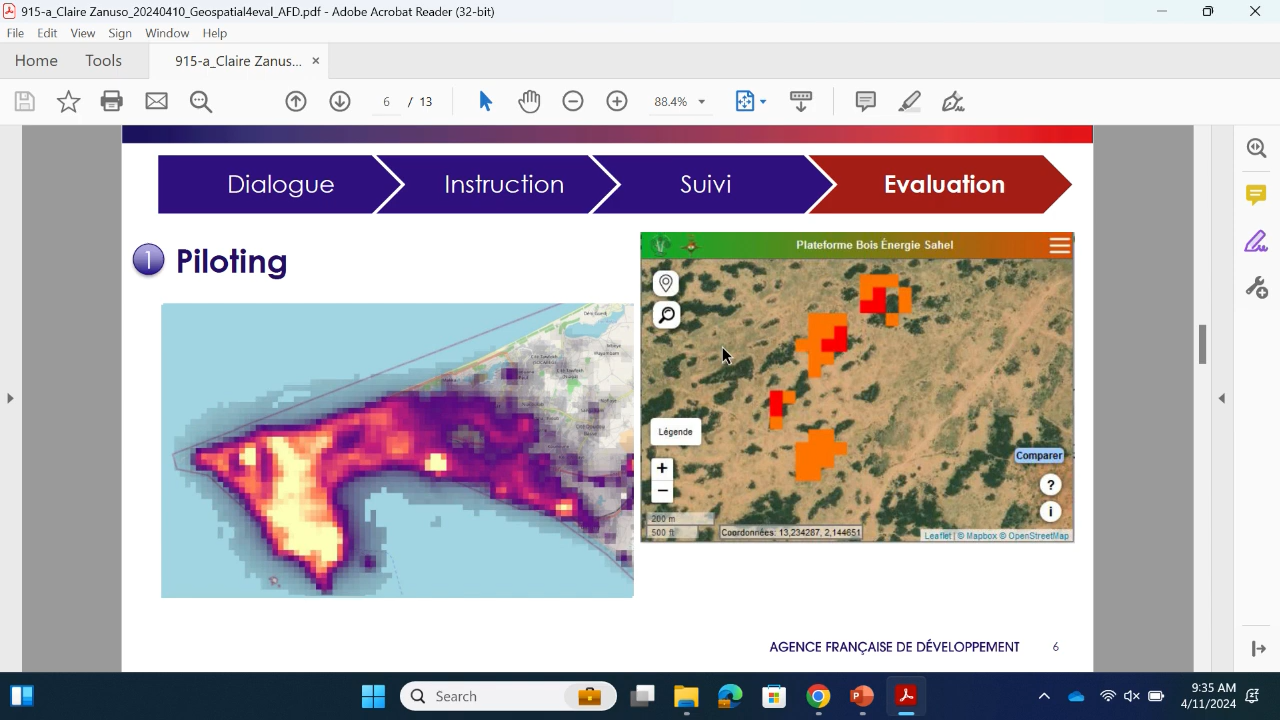 915-a_Claire Zanuso_20240410_Geospatial4eval_AFD.pdf - Adobe Acrobat Reader (32-bit)
File Edit View Sign Window Help
Home Tools 915-a_Claire Zanus... ×
6 / 13 88.4%
Dialogue Instruction Suivi Evaluation
1 Piloting
Plateforme Bois Énergie Sahel
Légende
+
−
Comparer
?
i
200 m
500 ft
Coordonnées: 13,234287, 2,144651
Leaflet | © Mapbox © OpenStreetMap
AGENCE FRANÇAISE DE DÉVELOPPEMENT 6
Search
9:35 AM
4/11/2024